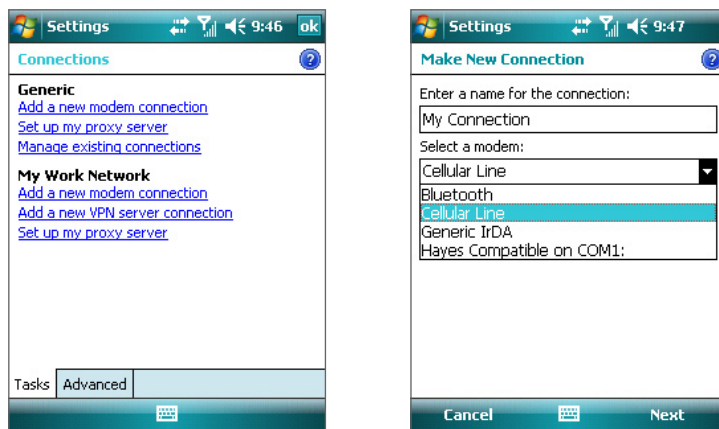 Settings 9:46 ok
Connections
Generic
Add a new modem connection
Set up my proxy server
Manage existing connections
My Work Network
Add a new modem connection
Add a new VPN server connection
Set up my proxy server
Tasks Advanced
Settings 9:47
Make New Connection
Enter a name for the connection:
My Connection
Select a modem:
Cellular Line
Bluetooth
Cellular Line
Generic IrDA
Hayes Compatible on COM1:
Cancel Next